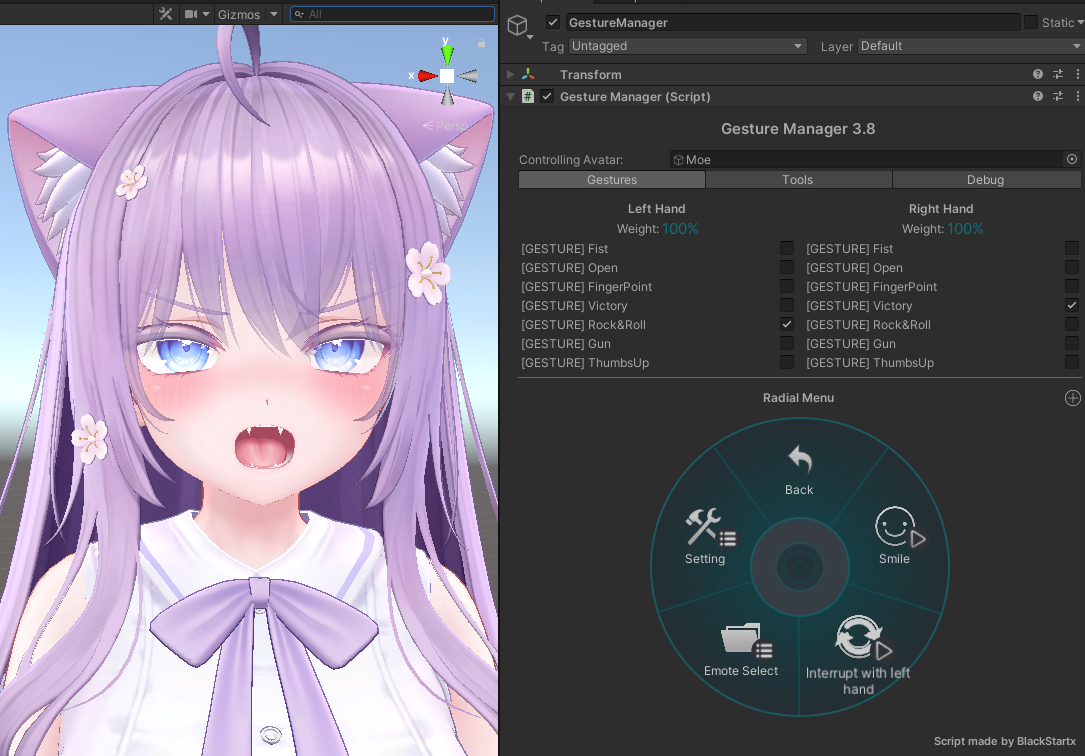 Gizmos
All
y
x
Persp
GestureManager
Static
Tag
Untagged
Layer
Default
Transform
Gesture Manager (Script)
Gesture Manager 3.8
Controlling Avatar:
Moe
Gestures
Tools
Debug
Left Hand
Right Hand
Weight: 100%
Weight: 100%
[GESTURE] Fist
[GESTURE] Fist
[GESTURE] Open
[GESTURE] Open
[GESTURE] FingerPoint
[GESTURE] FingerPoint
[GESTURE] Victory
[GESTURE] Victory
[GESTURE] Rock&Roll
[GESTURE] Rock&Roll
[GESTURE] Gun
[GESTURE] Gun
[GESTURE] ThumbsUp
[GESTURE] ThumbsUp
Radial Menu
Back
Setting
Smile
Emote Select
Interrupt with left
hand
Script made by BlackStartx